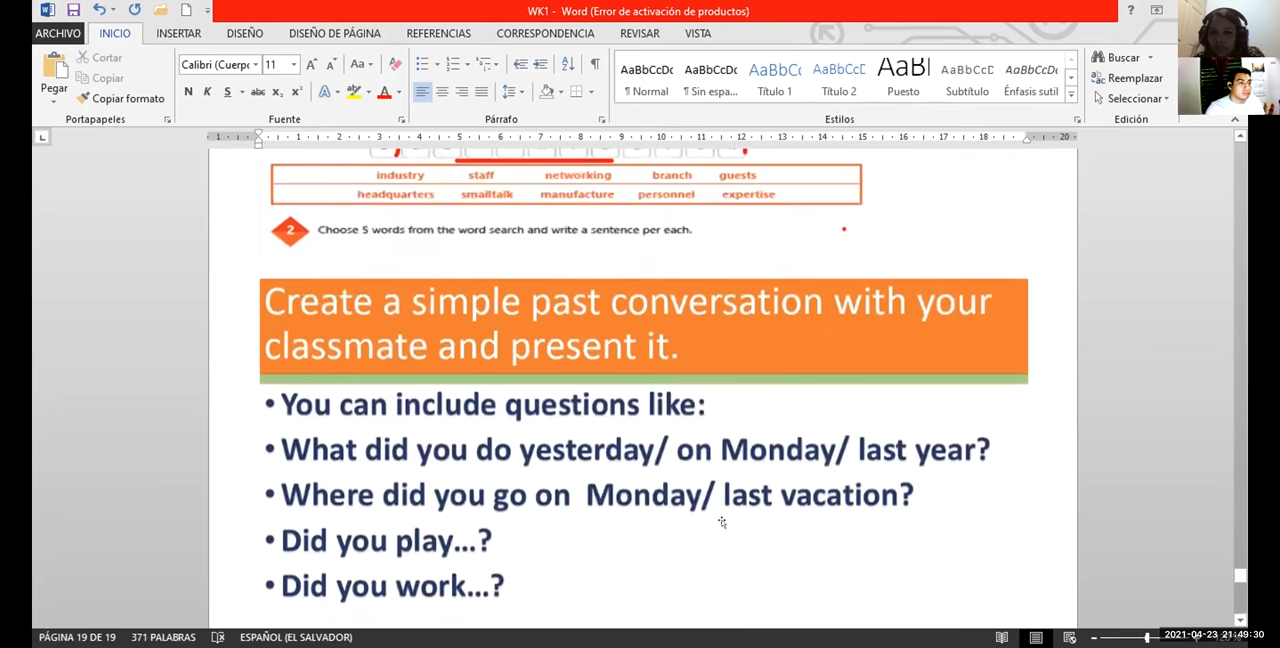 WK1 - Word (Error de activación de productos)
ARCHIVO INICIO INSERTAR DISEÑO DISEÑO DE PÁGINA REFERENCIAS CORRESPONDENCIA REVISAR VISTA
Pegar
Cortar
Copiar
Copiar formato
Portapapeles
Calibri (Cuerpo 11
Fuente
Párrafo
AaBbCcDc AaBbCcDc AaBbC AaBbCcD AaBl AaBbCcD AaBbCcDc
¶ Normal ¶ Sin espa... Título 1 Título 2 Puesto Subtítulo Énfasis sutil
Estilos
Buscar
Reemplazar
Seleccionar
Edición
industry staff networking branch guests
headquarters smalltalk manufacture personnel expertise
2 Choose 5 words from the word search and write a sentence per each.
Create a simple past conversation with your
classmate and present it.
• You can include questions like:
• What did you do yesterday/ on Monday/ last year?
• Where did you go on Monday/ last vacation?
• Did you play...?
• Did you work...?
PÁGINA 19 DE 19 371 PALABRAS ESPAÑOL (EL SALVADOR)
2021-04-23 21:49:30